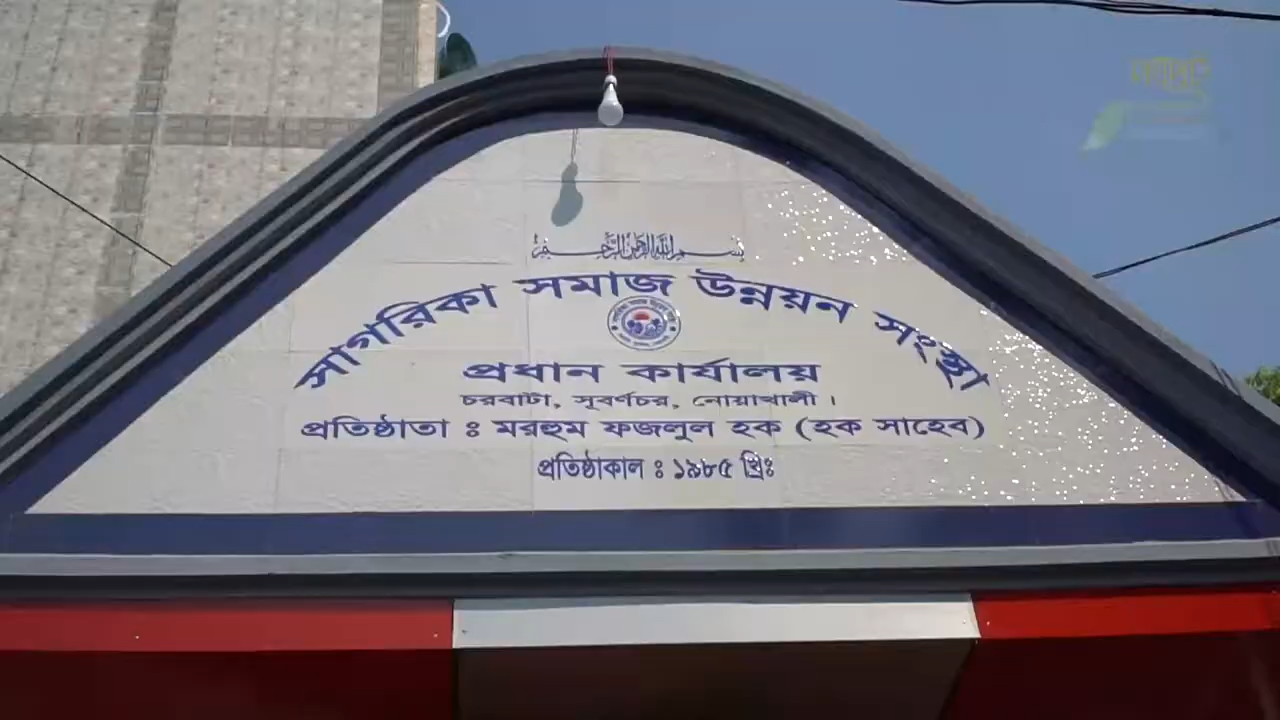 بسم الله الرحمن الرحيم
সাগরিকা সমাজ উন্নয়ন সংস্থা
প্রধান কার্যালয়
চরবাটা, সূবর্ণচর, নোয়াখালী।
প্রতিষ্ঠাতা ঃ মরহুম ফজলুল হক (হক সাহেব)
প্রতিষ্ঠাকাল ঃ ১৯৮৫ খ্রিঃ